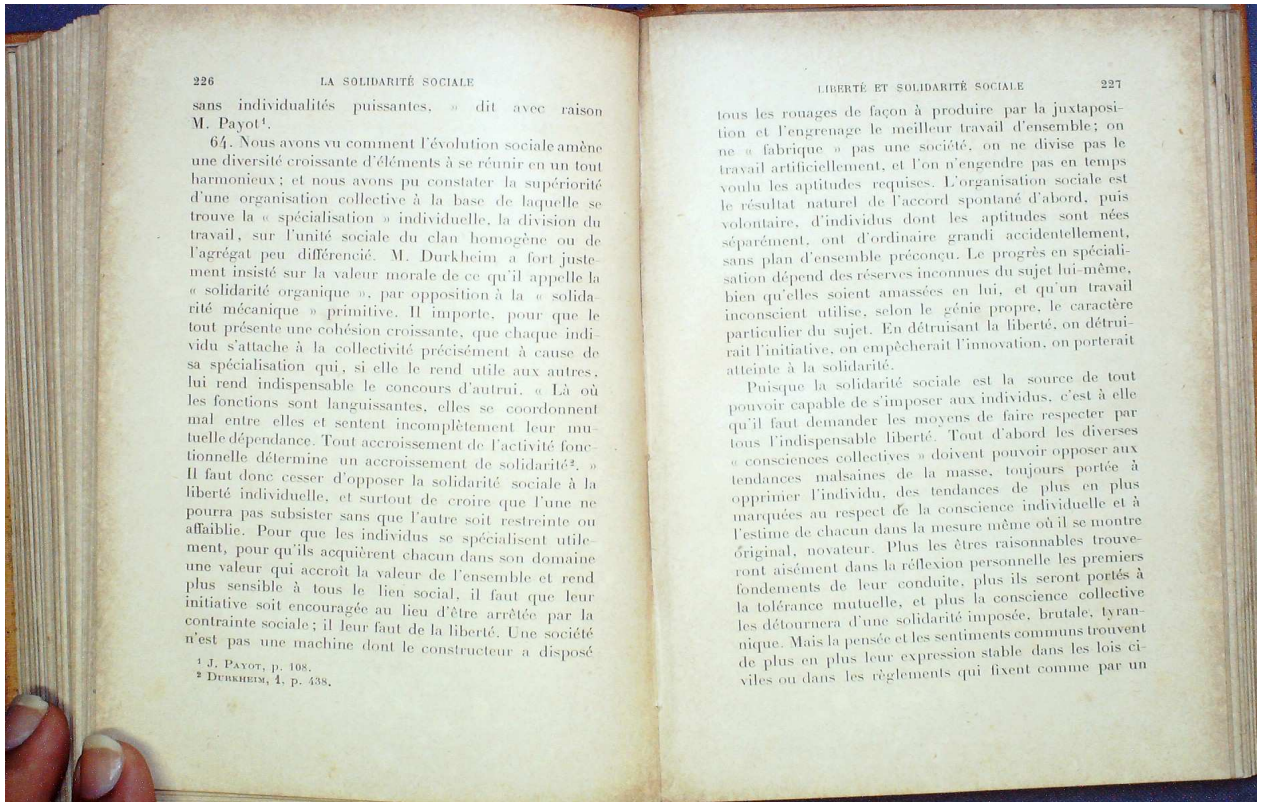 226 LA SOLIDARITÉ SOCIALE
sans individualités puissantes, » dit avec raison
M. Payot¹.
64. Nous avons vu comment l'évolution sociale amène
une diversité croissante d'éléments à se réunir en un tout
harmonieux ; et nous avons pu constater la supériorité
d'une organisation collective à la base de laquelle se
trouve la « spécialisation » individuelle, la division du
travail, sur l'unité sociale du clan homogène ou de
l'agrégat peu différencié. M. Durkheim a fort juste-
ment insisté sur la valeur morale de ce qu'il appelle la
« solidarité organique », par opposition à la « solida-
rité mécanique » primitive. Il importe, pour que le
tout présente une cohésion croissante, que chaque indi-
vidu s'attache à la collectivité précisément à cause de
sa spécialisation qui, si elle le rend utile aux autres,
lui rend indispensable le concours d'autrui. « Là où
les fonctions sont languissantes, elles se coordonnent
mal entre elles et sentent incomplètement leur mu-
tuelle dépendance. Tout accroissement de l'activité fonc-
tionnelle détermine un accroissement de solidarité². »
Il faut donc cesser d'opposer la solidarité sociale à la
liberté individuelle, et surtout de croire que l'une ne
pourra pas subsister sans que l'autre soit restreinte ou
affaiblie. Pour que les individus se spécialisent utile-
ment, pour qu'ils acquièrent chacun dans son domaine
une valeur qui accroît la valeur de l'ensemble et rend
plus sensible à tous le lien social, il faut que leur
initiative soit encouragée au lieu d'être arrêtée par la
contrainte sociale ; il leur faut de la liberté. Une société
n'est pas une machine dont le constructeur a disposé
¹ J. PAYOT, p. 108.
² DURKHEIM, 1, p. 438.
LIBERTÉ ET SOLIDARITÉ SOCIALE 227
tous les rouages de façon à produire par la juxtaposi-
tion et l'engrenage le meilleur travail d'ensemble ; on
ne « fabrique » pas une société, on ne divise pas le
travail artificiellement, et l'on n'engendre pas en temps
voulu les aptitudes requises. L'organisation sociale est
le résultat naturel de l'accord spontané d'abord, puis
volontaire, d'individus dont les aptitudes sont nées
séparément, ont d'ordinaire grandi accidentellement,
sans plan d'ensemble préconçu. Le progrès en spéciali-
sation dépend des réserves inconnues du sujet lui-même,
bien qu'elles soient amassées en lui, et qu'un travail
inconscient utilise, selon le génie propre, le caractère
particulier du sujet. En détruisant la liberté, on détrui-
rait l'initiative, on empêcherait l'innovation, on porterait
atteinte à la solidarité.
Puisque la solidarité sociale est la source de tout
pouvoir capable de s'imposer aux individus, c'est à elle
qu'il faut demander les moyens de faire respecter par
tous l'indispensable liberté. Tout d'abord les diverses
« consciences collectives » doivent pouvoir opposer aux
tendances malsaines de la masse, toujours portée à
opprimer l'individu, des tendances de plus en plus
marquées au respect de la conscience individuelle et à
l'estime de chacun dans la mesure même où il se montre
original, novateur. Plus les êtres raisonnables trouve-
ront aisément dans la réflexion personnelle les premiers
fondements de leur conduite, plus ils seront portés à
la tolérance mutuelle, et plus la conscience collective
les détournera d'une solidarité imposée, brutale, tyran-
nique. Mais la pensée et les sentiments communs trouvent
de plus en plus leur expression stable dans les lois ci-
viles ou dans les règlements qui fixent comme par un